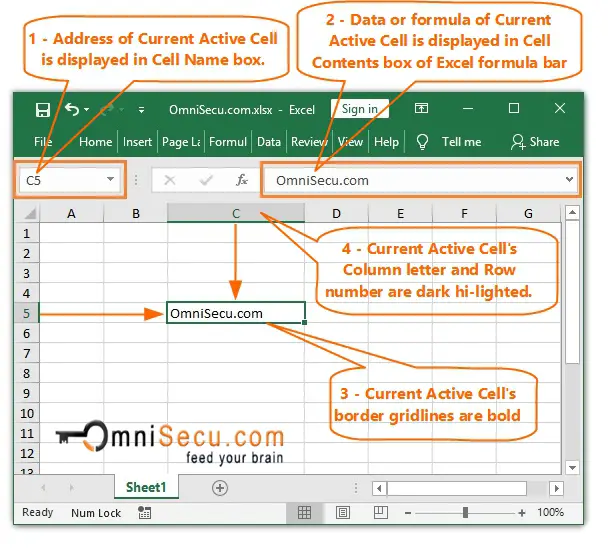 1 - Address of Current Active Cell
is displayed in Cell Name box.
2 - Data or formula of Current
Active Cell is displayed in Cell
Contents box of Excel formula bar
OmniSecu.com.xlsx - Excel
Sign in
File Home Insert Page La Formul Data Review View Help Tell me Share
C5
fx
OmniSecu.com
A B C D E F G
1
2
3
4
5
6
7
8
9
10
11
12
13
4 - Current Active Cell's
Column letter and Row
number are dark hi-lighted.
OmniSecu.com
3 - Current Active Cell's
border gridlines are bold
OmniSecu.com
feed your brain
Sheet1
Ready Num Lock 100%